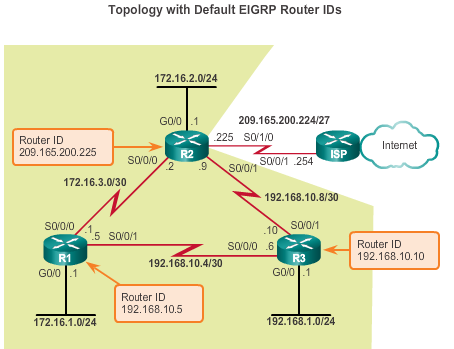 Topology with Default EIGRP Router IDs
172.16.2.0/24
G0/0 .1
209.165.200.224/27
Router ID
209.165.200.225
.225 S0/1/0
Internet
R2
ISP
S0/0/0 .2 .9
S0/0/1 .254
172.16.3.0/30
S0/0/1
192.168.10.8/30
S0/0/0 .1
.10 S0/0/1
.5 S0/0/1
S0/0/0 .6
Router ID
192.168.10.10
R1
192.168.10.4/30
R3
G0/0 .1
G0/0 .1
Router ID
192.168.10.5
172.16.1.0/24
192.168.1.0/24